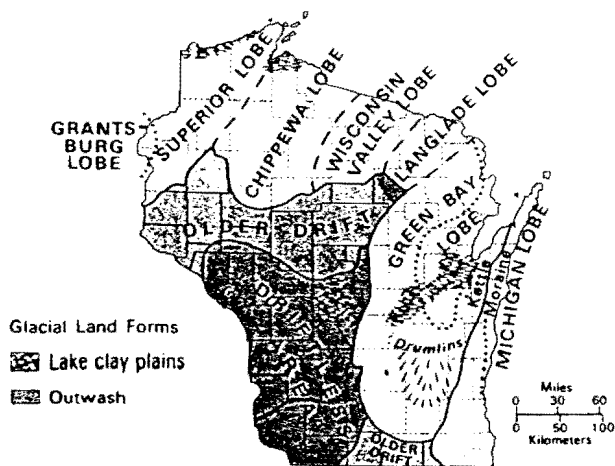 SUPERIOR LOBE
CHIPPEWA LOBE
WISCONSIN
VALLEY LOBE
LANGLADE LOBE
GRANTS
BURG
LOBE
OLDER DRIFT
GREEN BAY
LOBE
Kettle
Moraine
MICHIGAN LOBE
DRIFTLESS
AREA
Drumlins
OLDER
DRIFT
Glacial Land Forms
Lake clay plains
Outwash
Miles
0 30 60
0 50 100
Kilometers